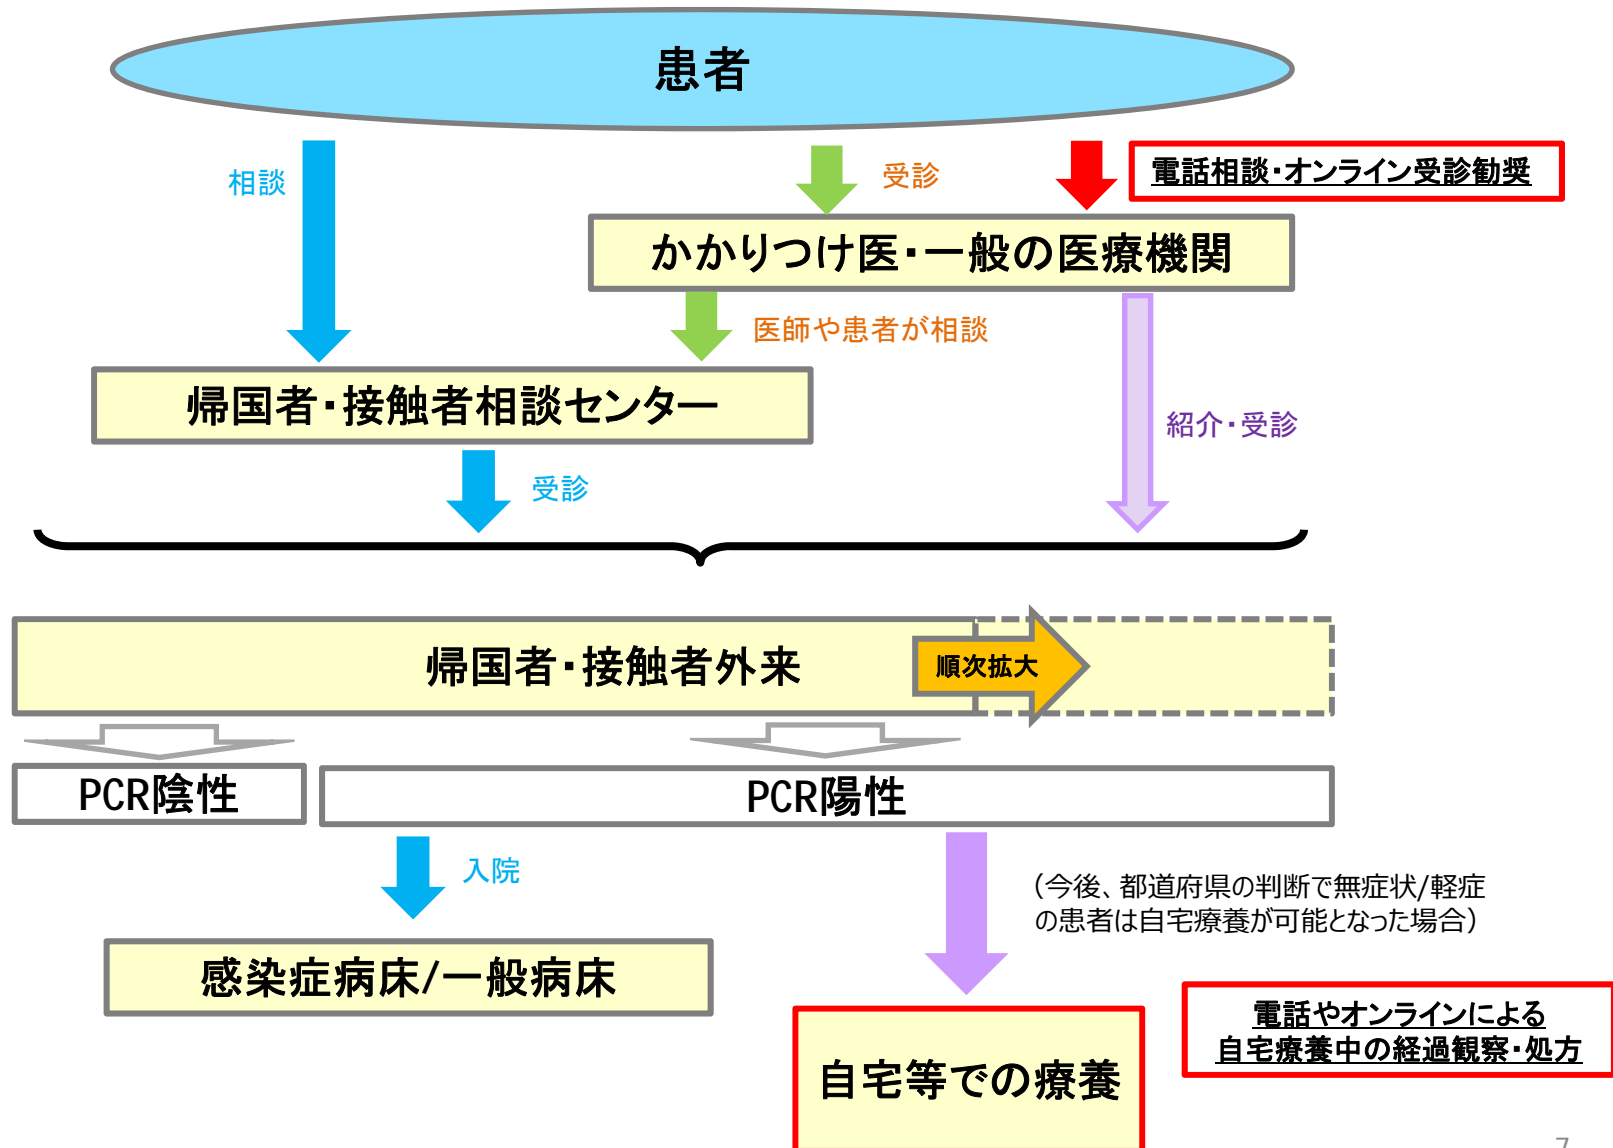 患者
相談
受診
電話相談・オンライン受診勧奨
かかりつけ医・一般の医療機関
医師や患者が相談
帰国者・接触者相談センター
紹介・受診
受診
帰国者・接触者外来
順次拡大
PCR陰性
PCR陽性
入院
（今後、都道府県の判断で無症状/軽症
の患者は自宅療養が可能となった場合）
感染症病床/一般病床
電話やオンラインによる
自宅療養中の経過観察・処方
自宅等での療養
7